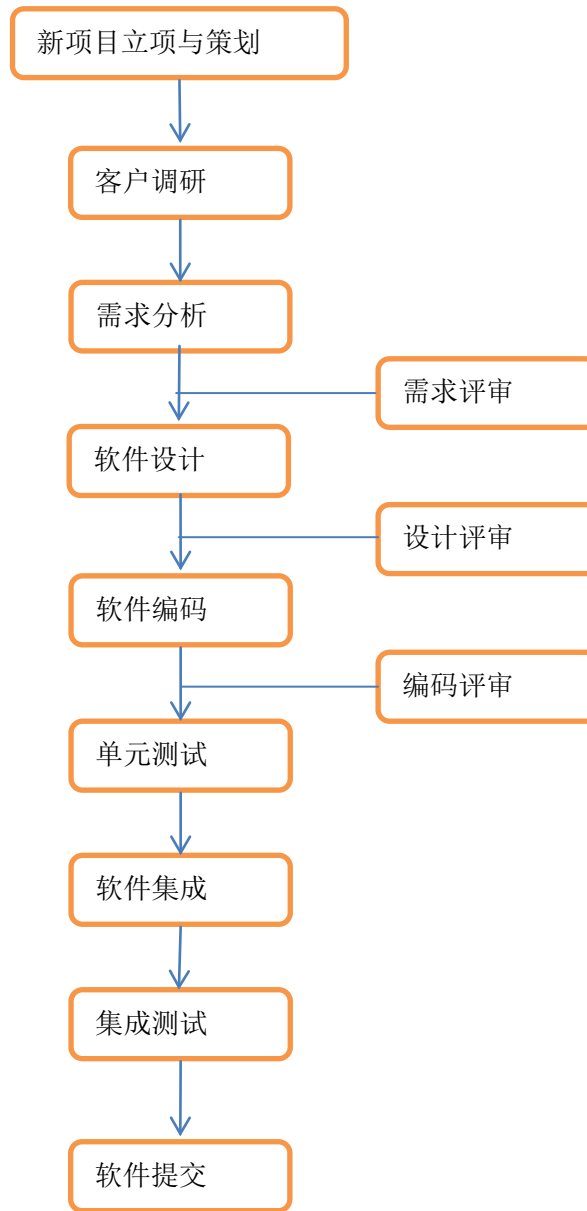 新项目立项与策划
客户调研
需求分析
需求评审
软件设计
设计评审
软件编码
编码评审
单元测试
软件集成
集成测试
软件提交